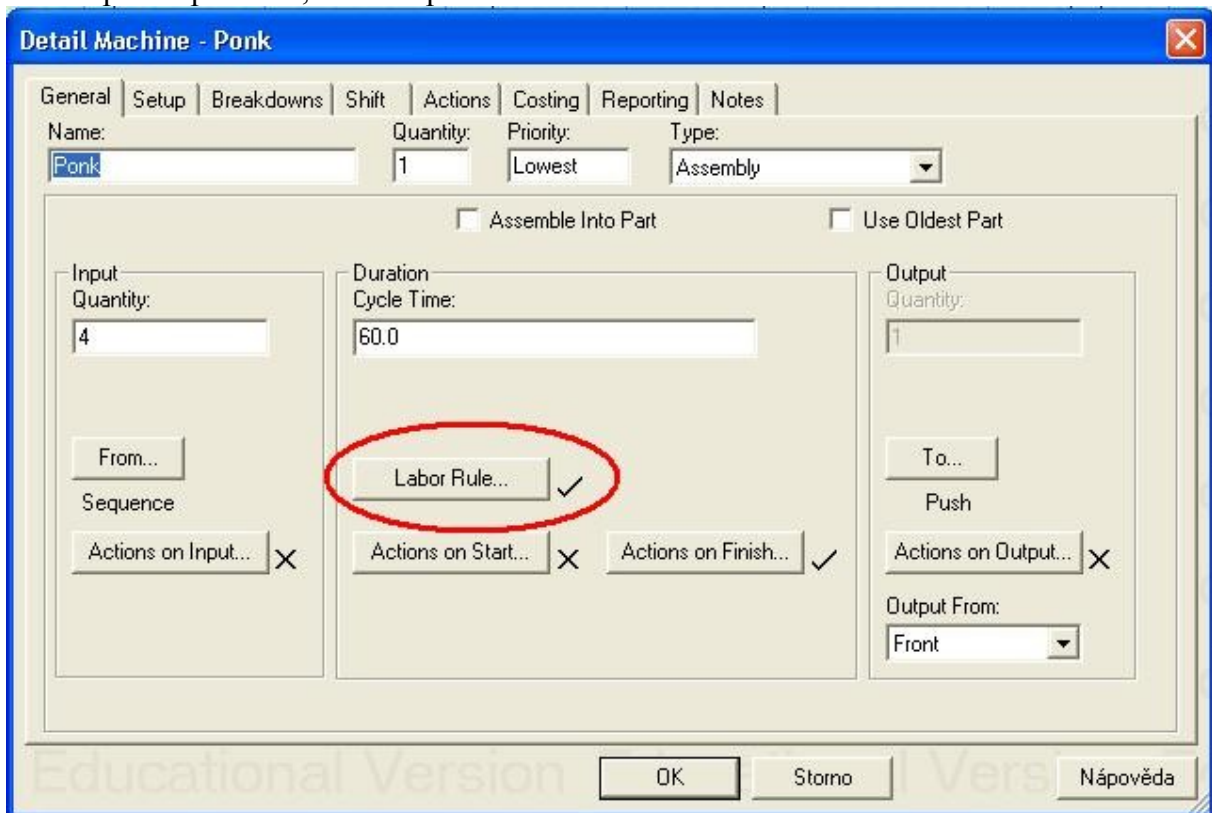 Detail Machine - Ponk
General Setup Breakdowns Shift Actions Costing Reporting Notes
Name: Quantity: Priority: Type:
Ponk 1 Lowest Assembly
Assemble Into Part Use Oldest Part
Input Duration Output
Quantity: Cycle Time: Quantity:
4 60.0 1
From... Labor Rule... To...
Sequence Push
Actions on Input... Actions on Start... Actions on Finish... Actions on Output...
Output From:
Front
Educational Version
OK Storno Nápověda